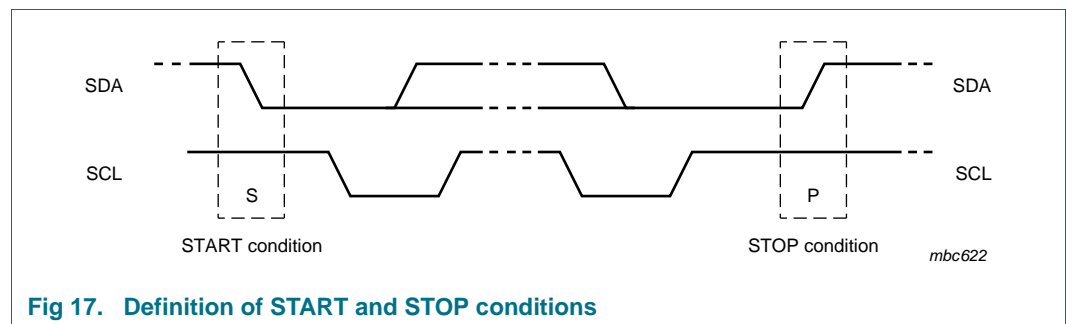 SDA
SDA
SCL
SCL
S
P
START condition
STOP condition
mbc622
Fig 17. Definition of START and STOP conditions